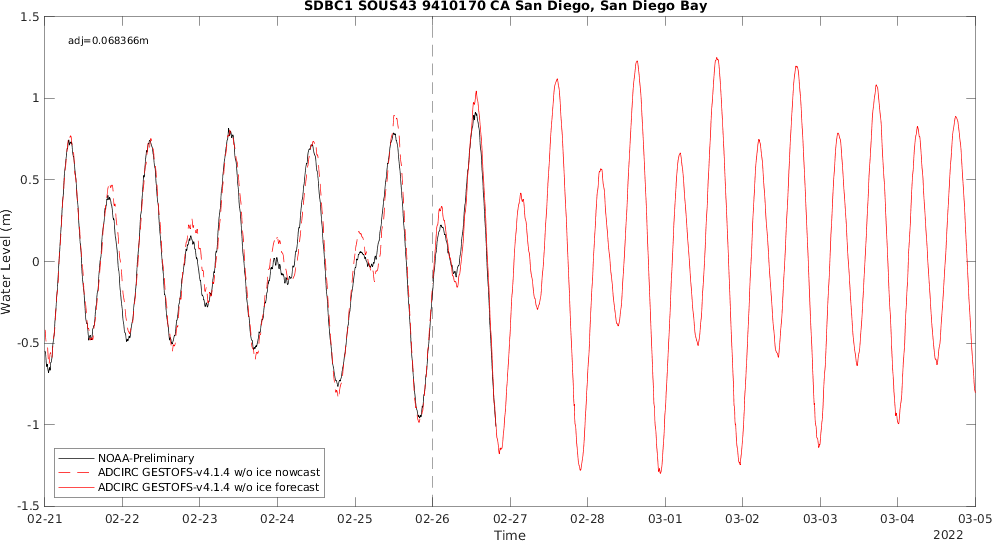 SDBC1 SOUS43 9410170 CA San Diego, San Diego Bay
adj=0.068366m
1.5
1
0.5
0
-0.5
-1
-1.5
Water Level (m)
NOAA-Preliminary
ADCIRC GESTOFS-v4.1.4 w/o ice nowcast
ADCIRC GESTOFS-v4.1.4 w/o ice forecast
02-21 02-22 02-23 02-24 02-25 02-26 02-27 02-28 03-01 03-02 03-03 03-04 03-05
Time
2022